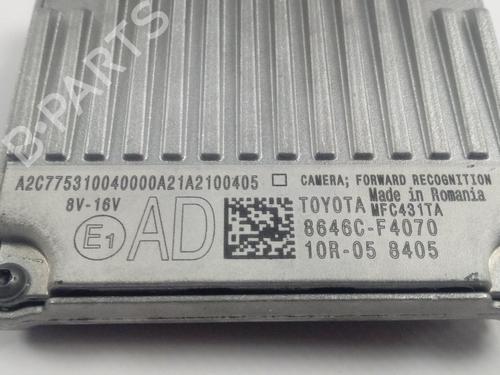 B-PARTS
A2C775310040000A21A2100405 CAMERA; FORWARD RECOGNITION
8V-16V
Made in Romania
TOYOTA MFC431TA
E1 AD
8646C-F4070
10R-05 8405